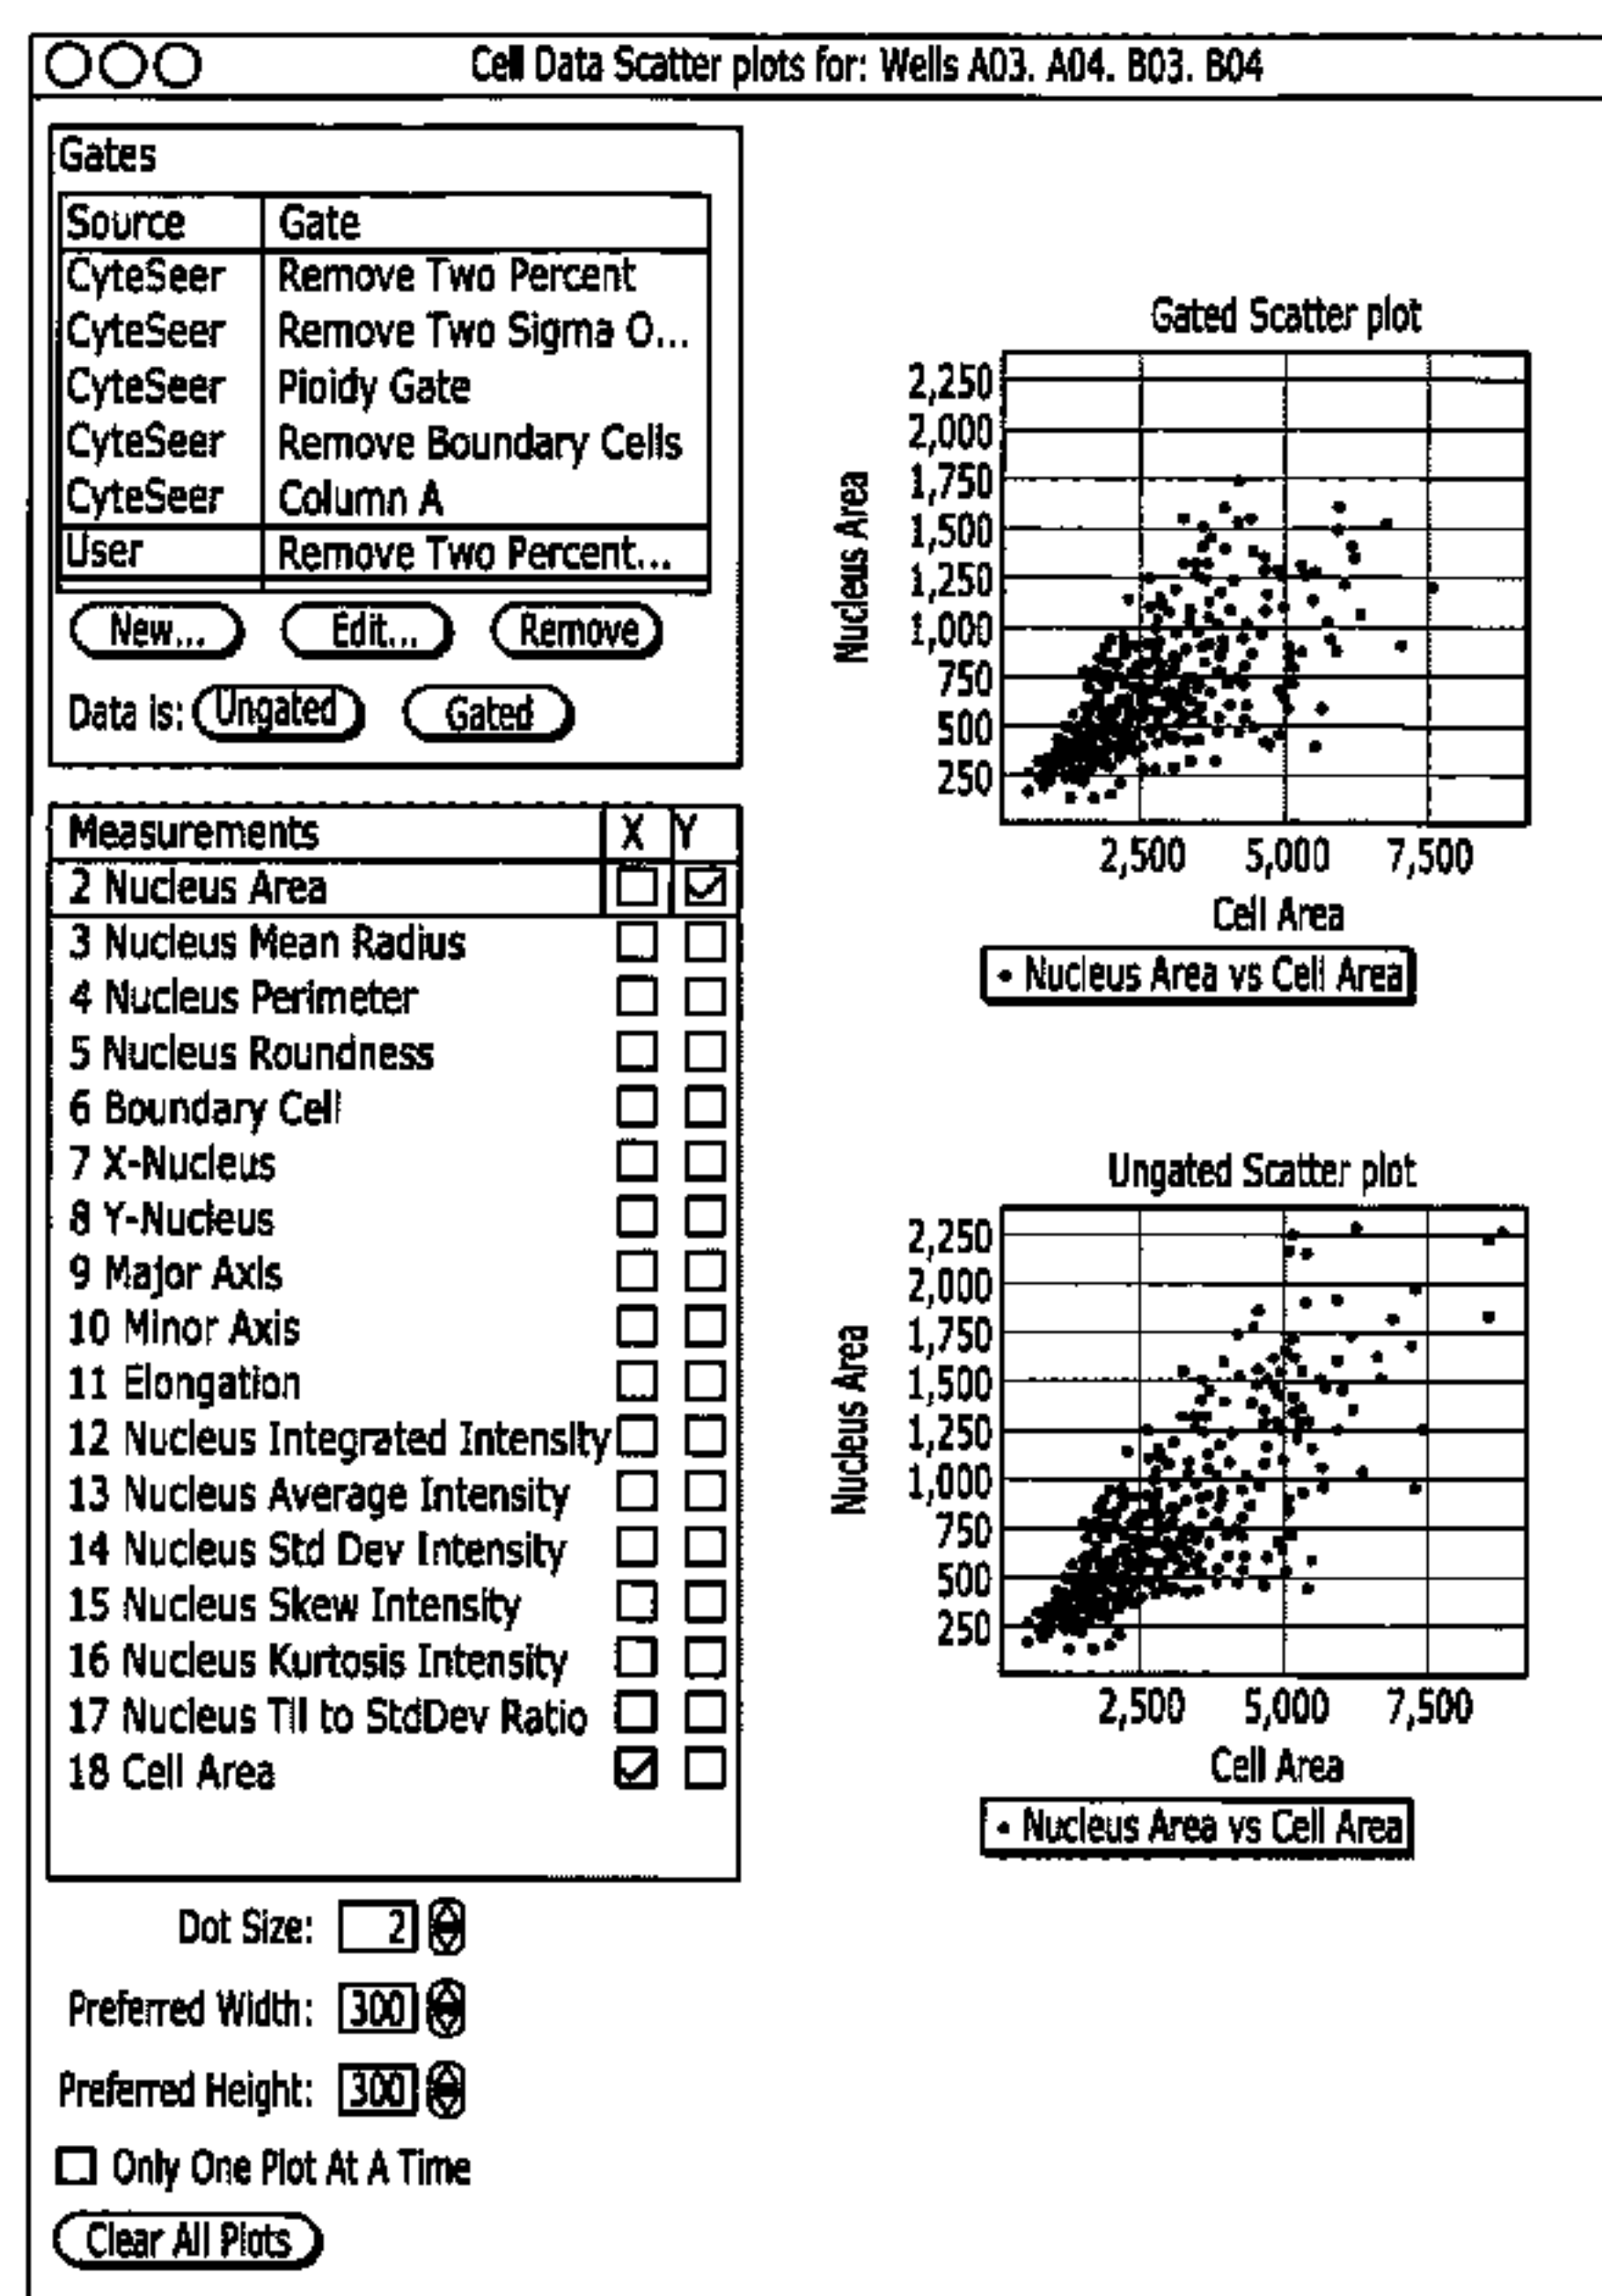 Cell Data Scatter plots for: Wells A03. A04. B03. B04
Gates
Source Gate
CyteSeer Remove Two Percent
CyteSeer Remove Two Sigma O...
CyteSeer Pioidy Gate
CyteSeer Remove Boundary Cells
CyteSeer Column A
User Remove Two Percent...
New... Edit... Remove
Data is: Ungated Gated
Measurements X Y
2 Nucleus Area
3 Nucleus Mean Radius
4 Nucleus Perimeter
5 Nucleus Roundness
6 Boundary Cell
7 X-Nucleus
8 Y-Nucleus
9 Major Axis
10 Minor Axis
11 Elongation
12 Nucleus Integrated Intensity
13 Nucleus Average Intensity
14 Nucleus Std Dev Intensity
15 Nucleus Skew Intensity
16 Nucleus Kurtosis Intensity
17 Nucleus TII to StdDev Ratio
18 Cell Area
Dot Size: 2
Preferred Width: 300
Preferred Height: 300
Only One Plot At A Time
Clear All Plots
Gated Scatter plot
Nucleus Area
2,250
2,000
1,750
1,500
1,250
1,000
750
500
250
2,500 5,000 7,500
Cell Area
• Nucleus Area vs Cell Area
Ungated Scatter plot
Nucleus Area
2,250
2,000
1,750
1,500
1,250
1,000
750
500
250
2,500 5,000 7,500
Cell Area
• Nucleus Area vs Cell Area